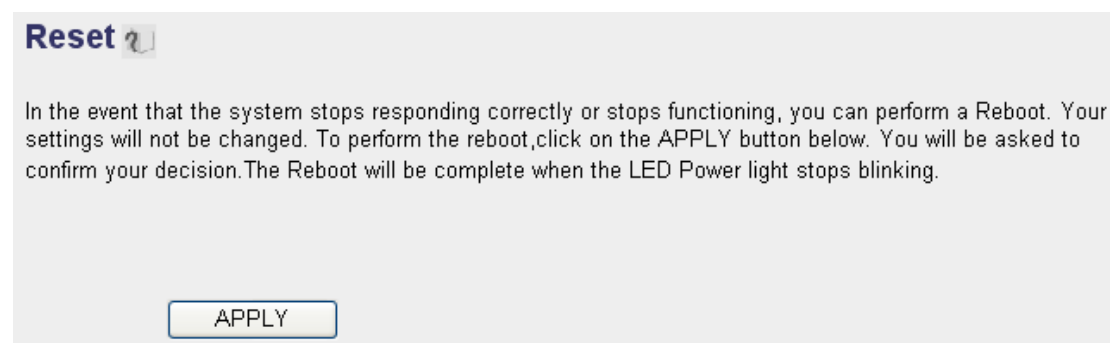 Reset
In the event that the system stops responding correctly or stops functioning, you can perform a Reboot. Your
settings will not be changed. To perform the reboot,click on the APPLY button below. You will be asked to
confirm your decision.The Reboot will be complete when the LED Power light stops blinking.
APPLY